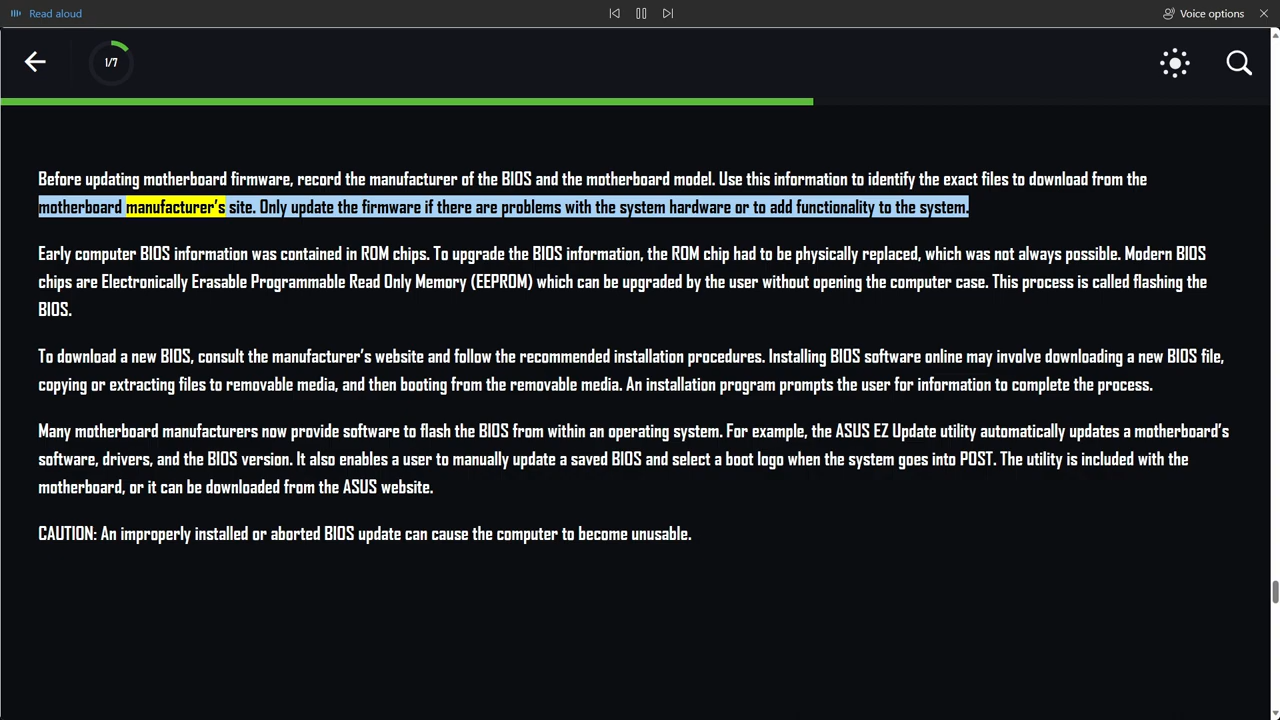 Read aloud
Voice options
1/7
Before updating motherboard firmware, record the manufacturer of the BIOS and the motherboard model. Use this information to identify the exact files to download from the
motherboard manufacturer’s site. Only update the firmware if there are problems with the system hardware or to add functionality to the system.
Early computer BIOS information was contained in ROM chips. To upgrade the BIOS information, the ROM chip had to be physically replaced, which was not always possible. Modern BIOS
chips are Electronically Erasable Programmable Read Only Memory (EEPROM) which can be upgraded by the user without opening the computer case. This process is called flashing the
BIOS.
To download a new BIOS, consult the manufacturer’s website and follow the recommended installation procedures. Installing BIOS software online may involve downloading a new BIOS file,
copying or extracting files to removable media, and then booting from the removable media. An installation program prompts the user for information to complete the process.
Many motherboard manufacturers now provide software to flash the BIOS from within an operating system. For example, the ASUS EZ Update utility automatically updates a motherboard’s
software, drivers, and the BIOS version. It also enables a user to manually update a saved BIOS and select a boot logo when the system goes into POST. The utility is included with the
motherboard, or it can be downloaded from the ASUS website.
CAUTION: An improperly installed or aborted BIOS update can cause the computer to become unusable.